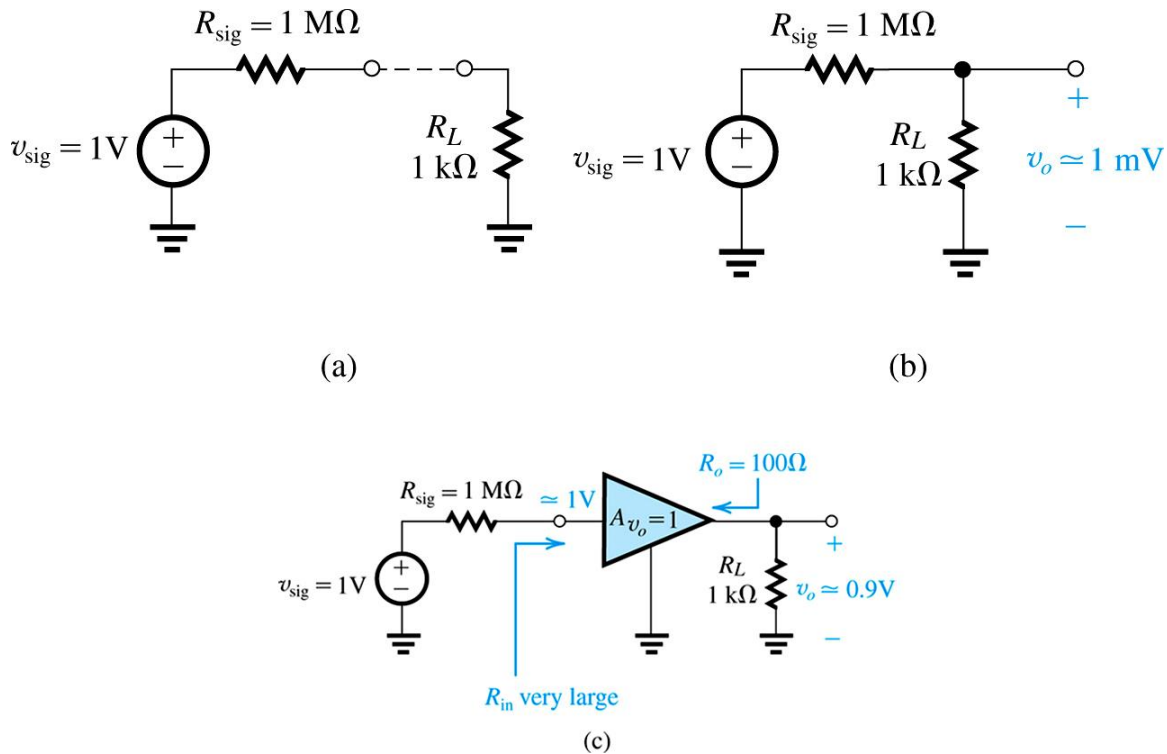 R_sig = 1 MΩ
v_sig = 1V
+
−
R_L
1 kΩ
(a)
R_sig = 1 MΩ
v_sig = 1V
+
−
R_L
1 kΩ
+
v_o ≃ 1 mV
−
(b)
R_sig = 1 MΩ
≃ 1V
R_o = 100Ω
A_v_o = 1
v_sig = 1V
+
−
R_L
1 kΩ
+
v_o ≃ 0.9V
−
R_in very large
(c)